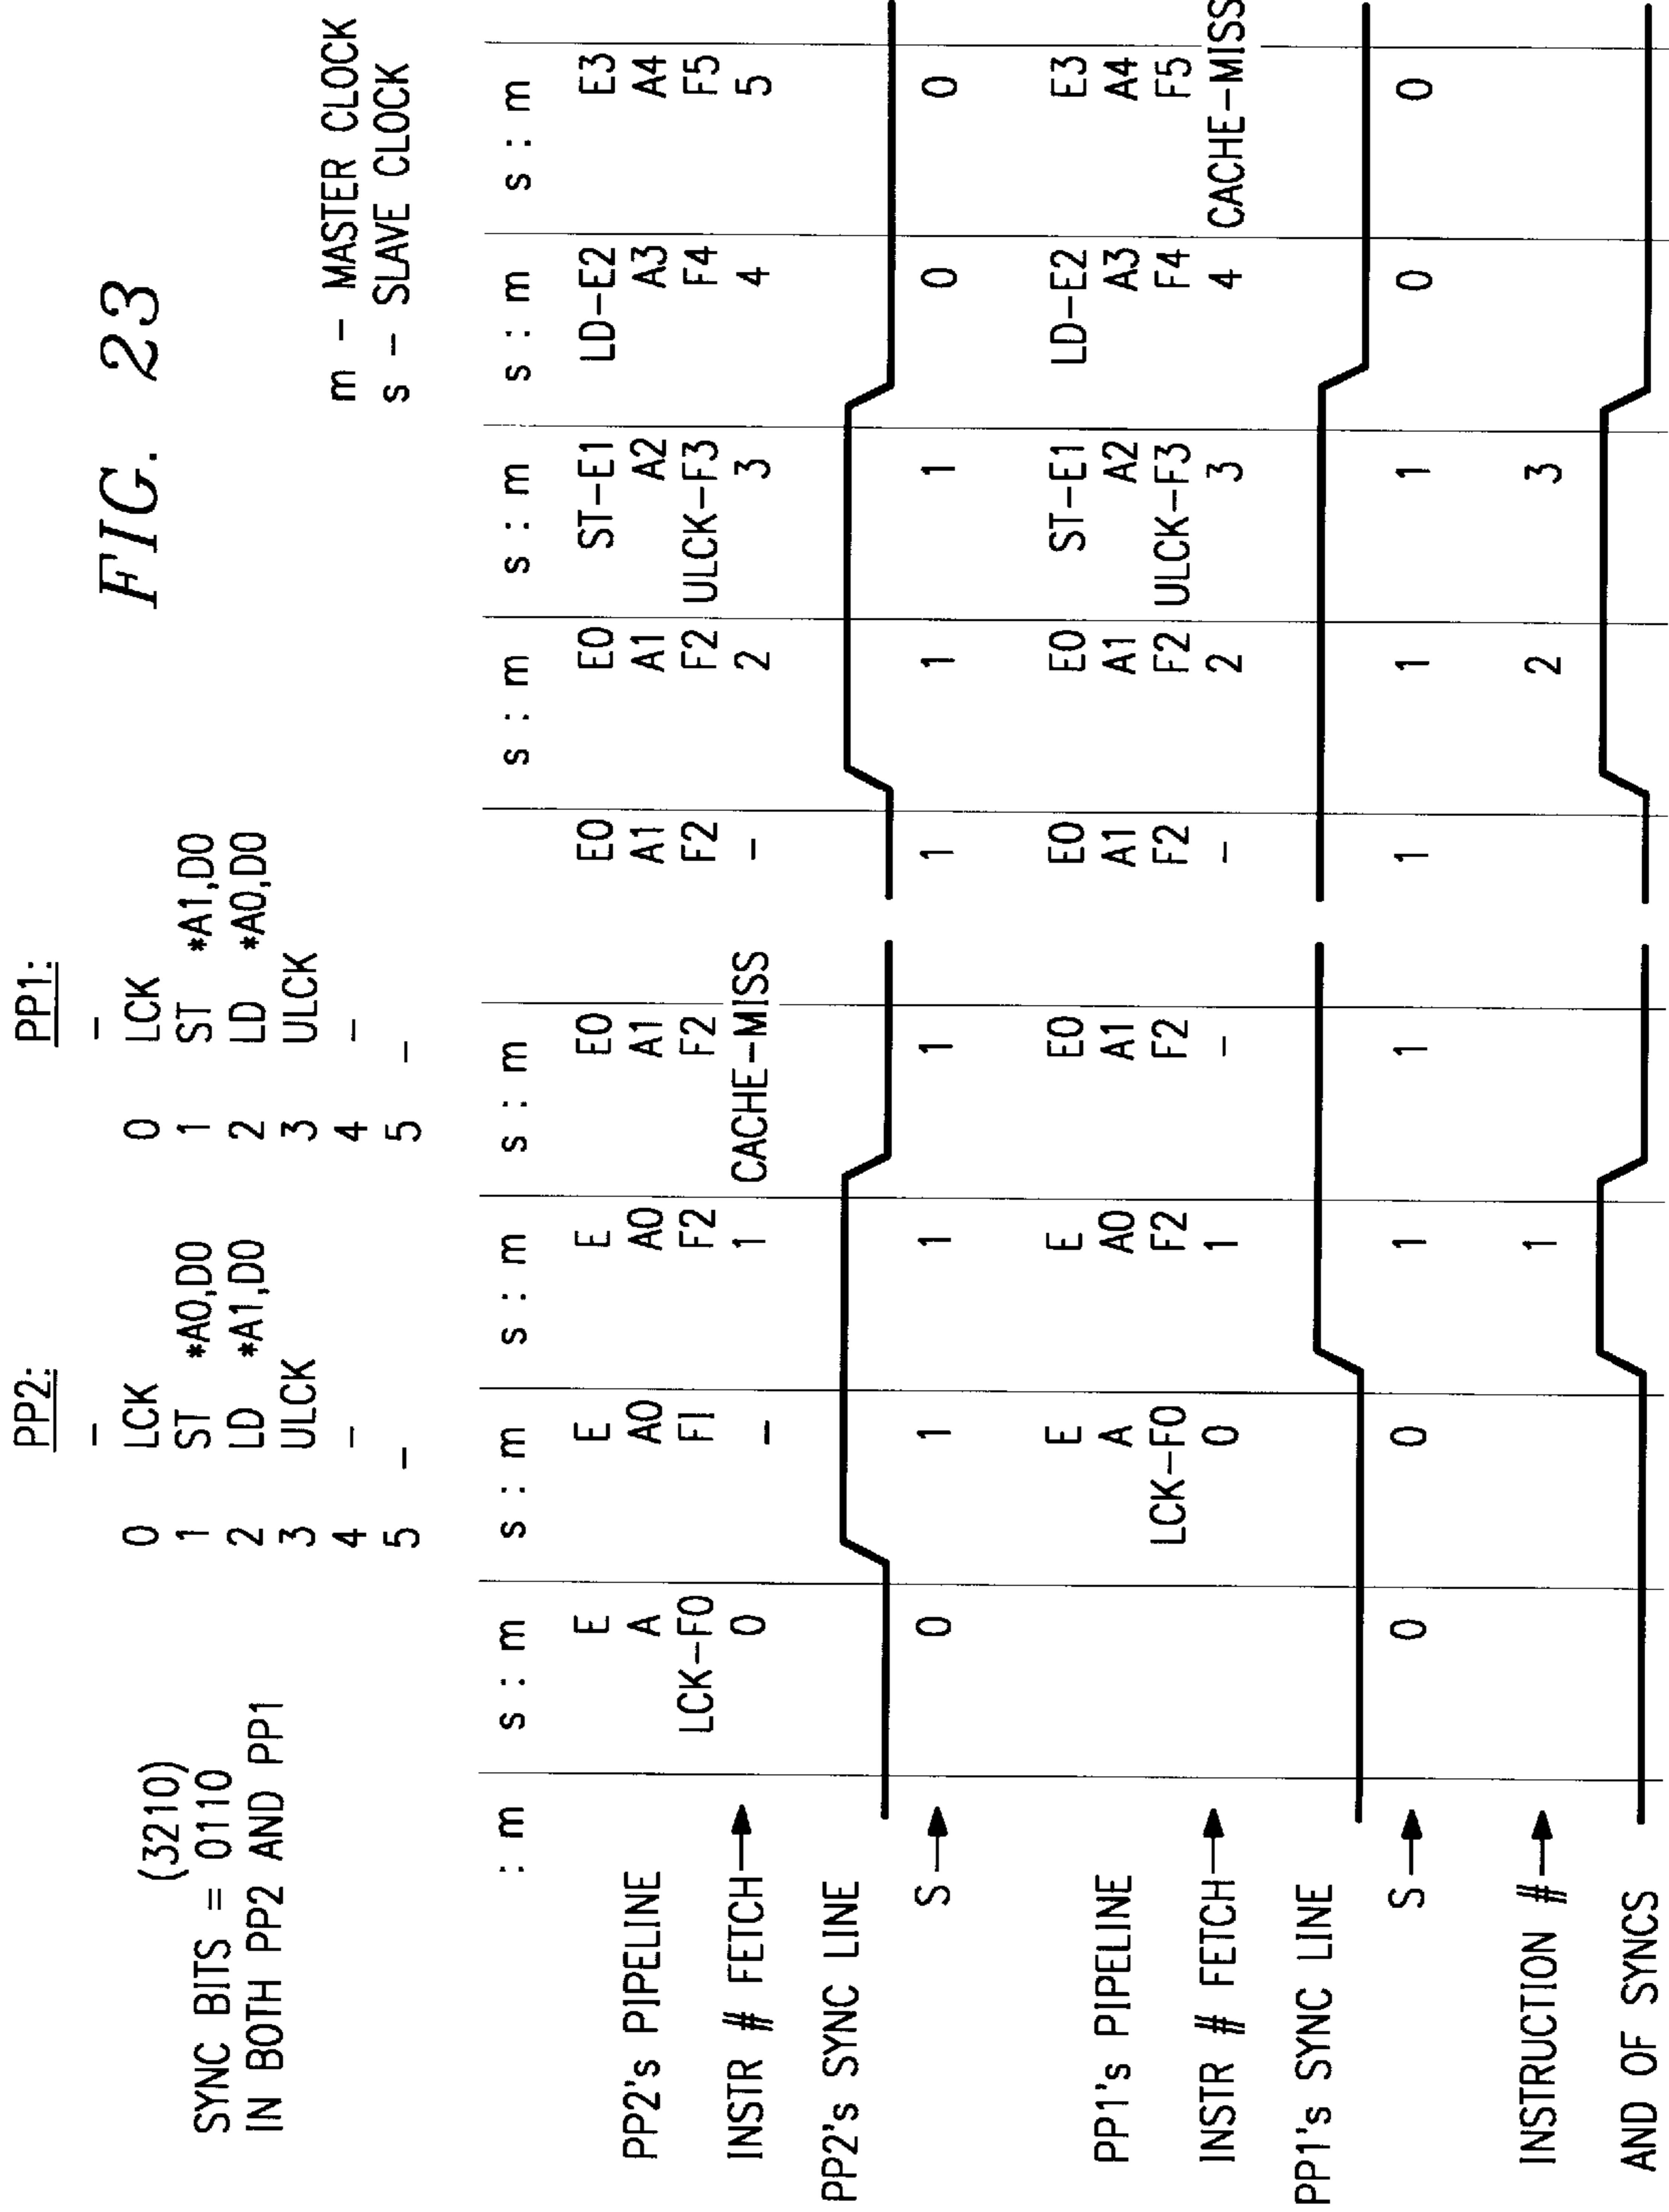 FIG. 23
SYNC BITS = 0110
(3210)
IN BOTH PP2 AND PP1
PP2:
–
0 LCK
1 ST *A0,D0
2 LD *A1,D0
3 ULCK
4 –
5 –
PP1:
–
0 LCK
1 ST *A1,D0
2 LD *A0,D0
3 ULCK
4 –
5 –
m – MASTER CLOCK
s – SLAVE CLOCK
: m s : m s : m s : m s : m s : m s : m s : m s : m
PP2's PIPELINE
E E E E0 E0 E0 ST–E1 LD–E2 E3
A A0 A0 A1 A1 A1 A2 A3 A4
LCK–F0 FI F2 F2 F2 F2 ULCK–F3 F4 F5
INSTR # FETCH 0 – 1 CACHE–MISS – 2 3 4 5
PP2's SYNC LINE
S 0 1 1 1 1 1 1 0 0
PP1's PIPELINE
E E E0 E0 E0 ST–E1 LD–E2 E3
A A0 A1 A1 A1 A2 A3 A4
LCK–F0 F2 F2 F2 F2 ULCK–F3 F4 F5
INSTR # FETCH 0 1 – – 2 3 4 CACHE–MISS
PP1's SYNC LINE
S 0 0 1 1 1 1 1 0 0
INSTRUCTION # 1 2 3
AND OF SYNCS